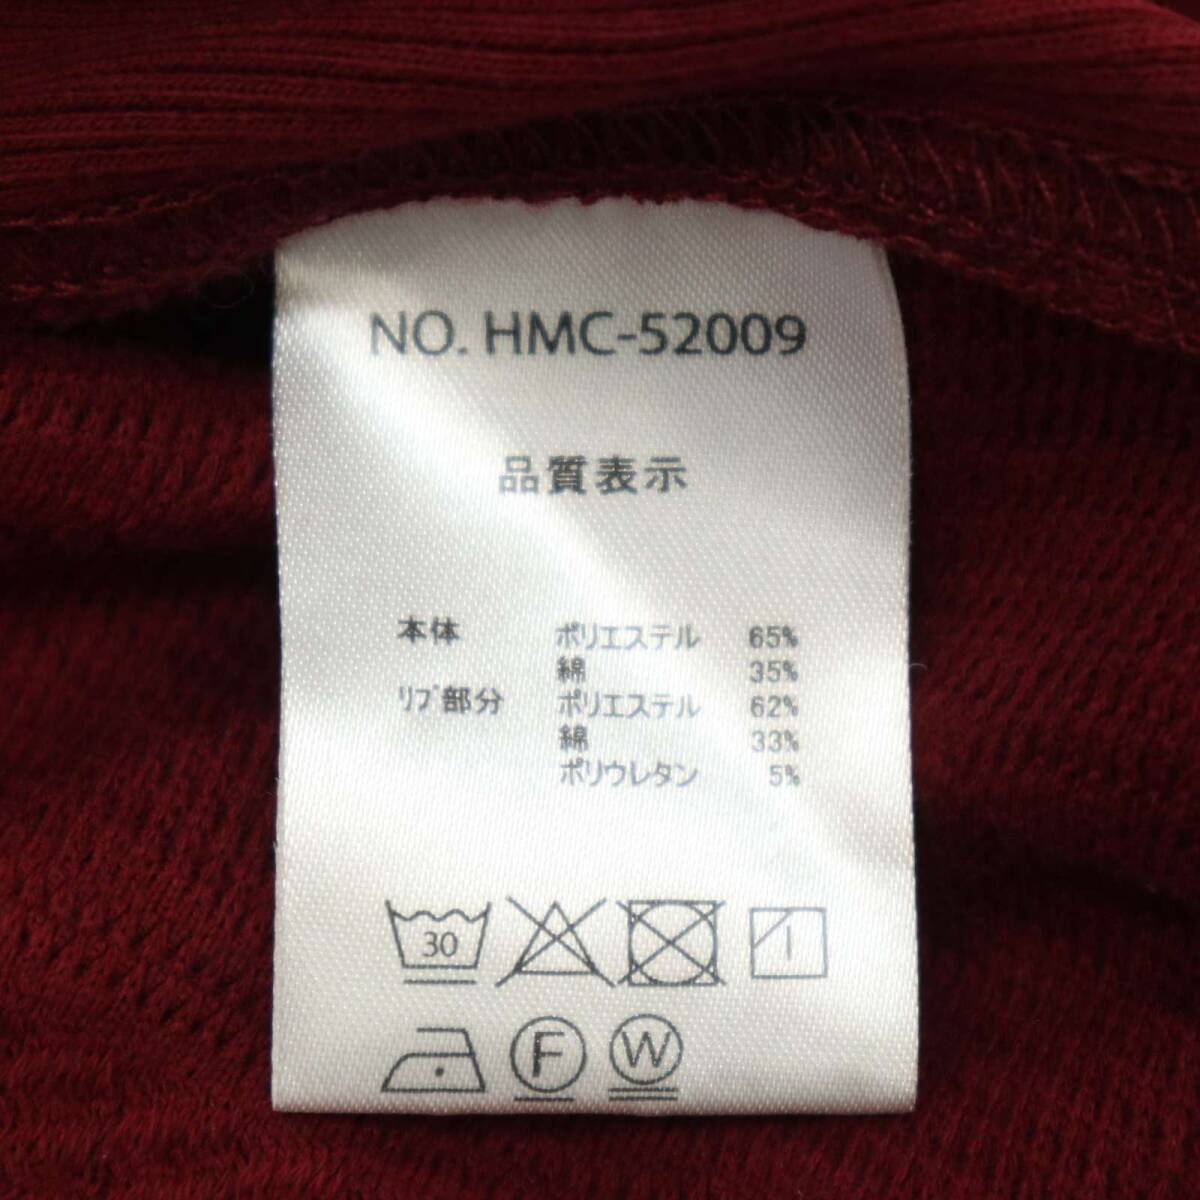 NO. HMC-52009
品質表示
本体 ポリエステル 65%
綿 35%
ﾘﾌﾞ部分 ポリエステル 62%
綿 33%
ポリウレタン 5%
30
F W